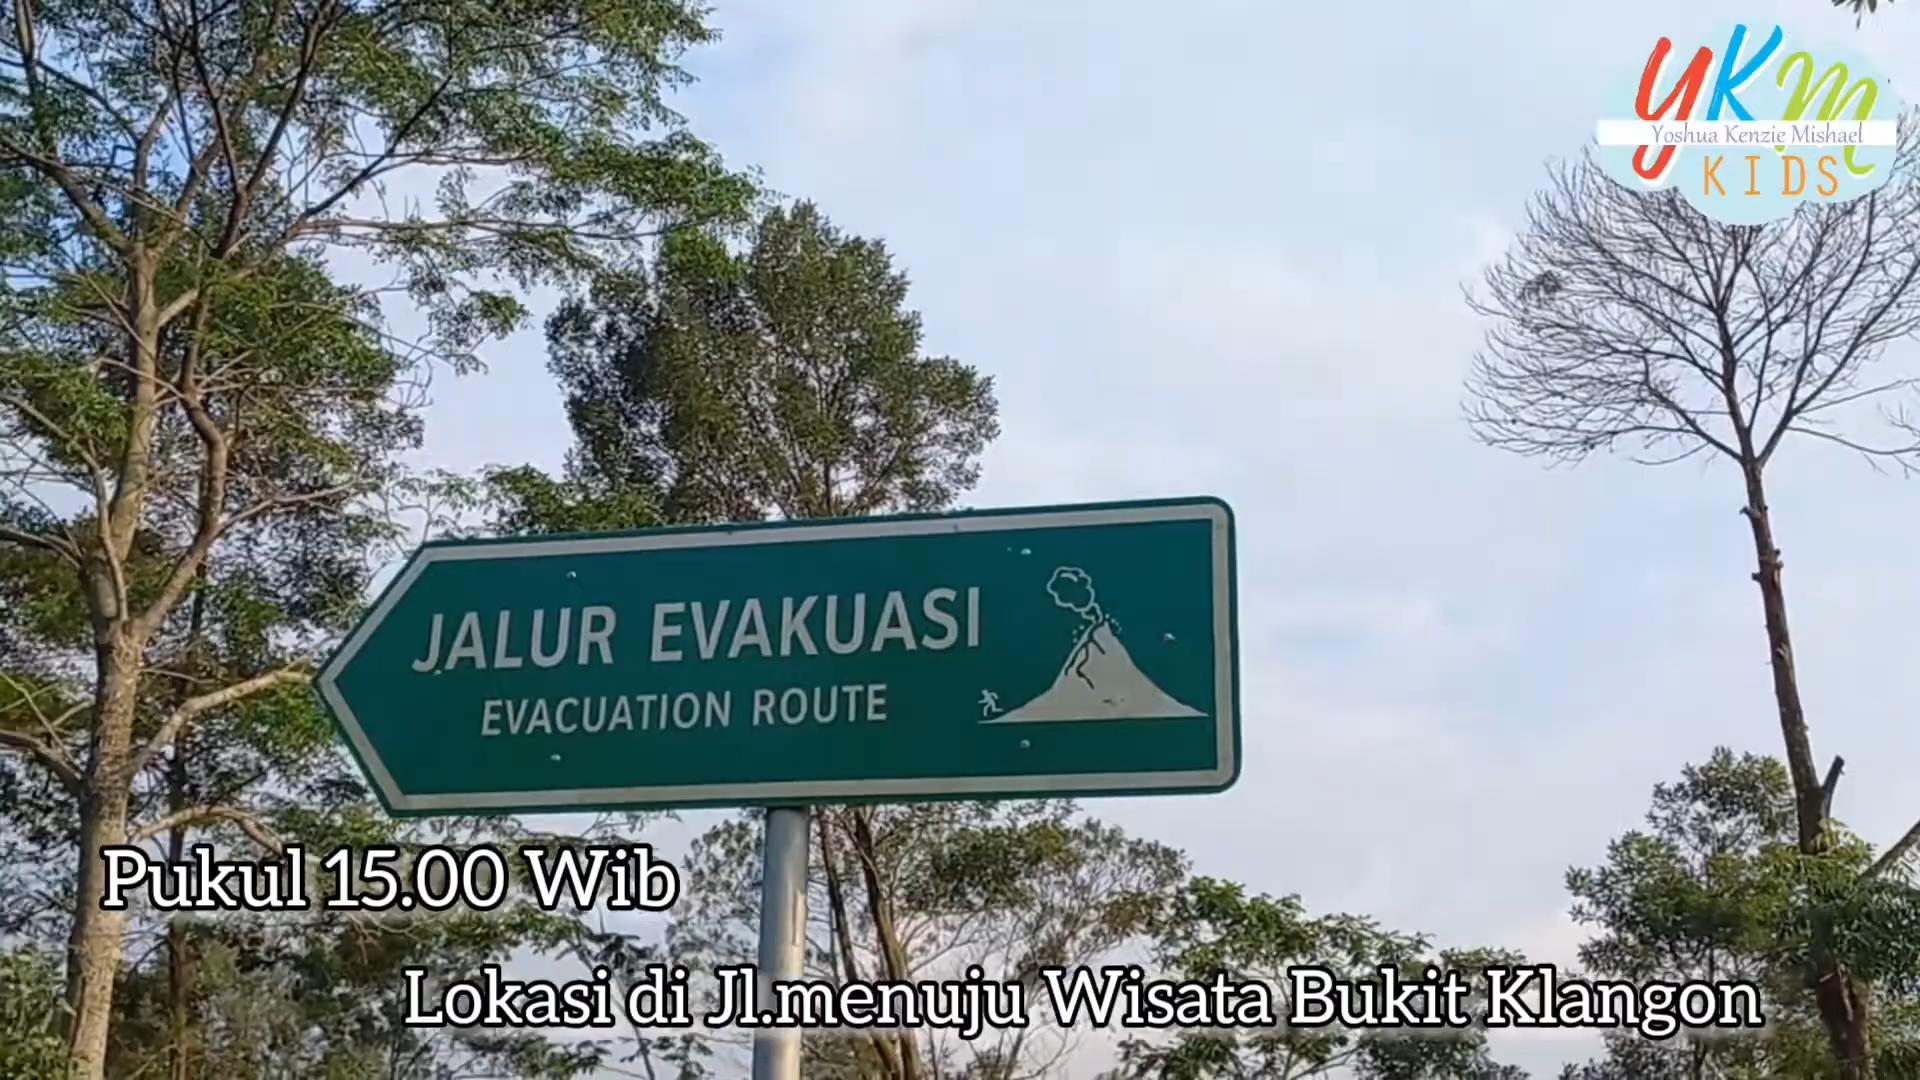 YKM
Yoshua Kenzie Mishael
KIDS
JALUR EVAKUASI
EVACUATION ROUTE
Pukul 15.00 Wib
Lokasi di Jl.menuju Wisata Bukit Klangon